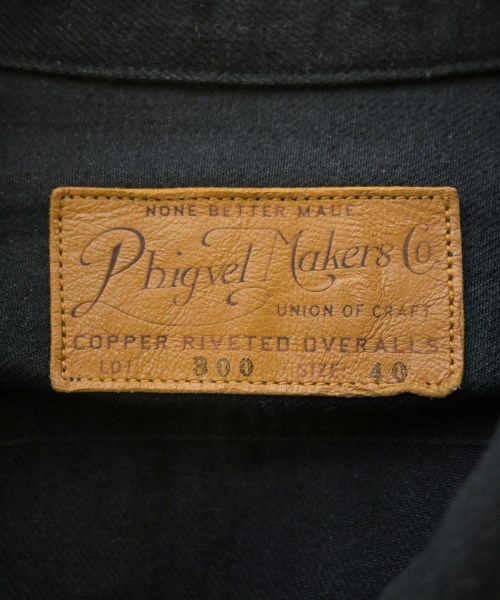 NONE BETTER MADE
Phigvel Makers Co.
UNION OF CRAFT
COPPER RIVETED OVERALLS
LOT. 300 SIZE: 40